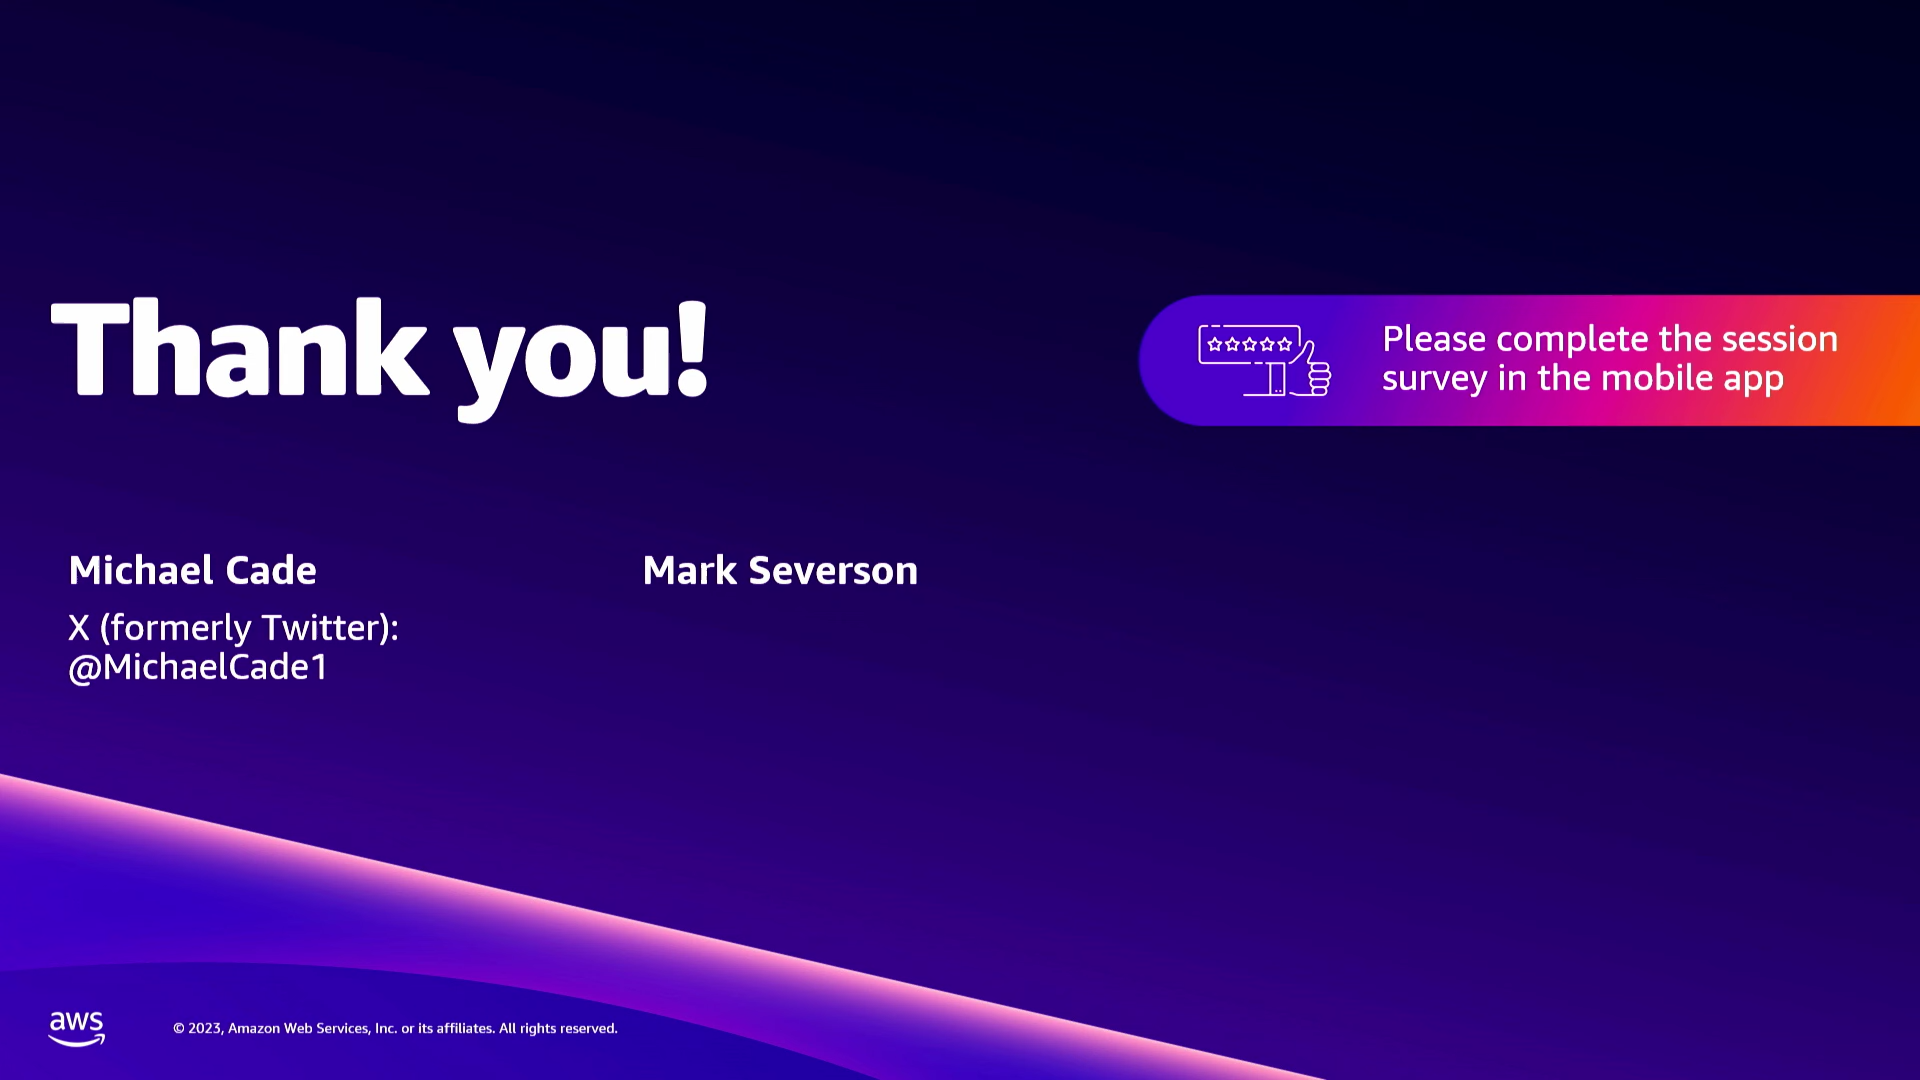 Thank you!
Please complete the session
survey in the mobile app
Michael Cade
X (formerly Twitter):
@MichaelCade1
Mark Severson
aws
© 2023, Amazon Web Services, Inc. or its affiliates. All rights reserved.